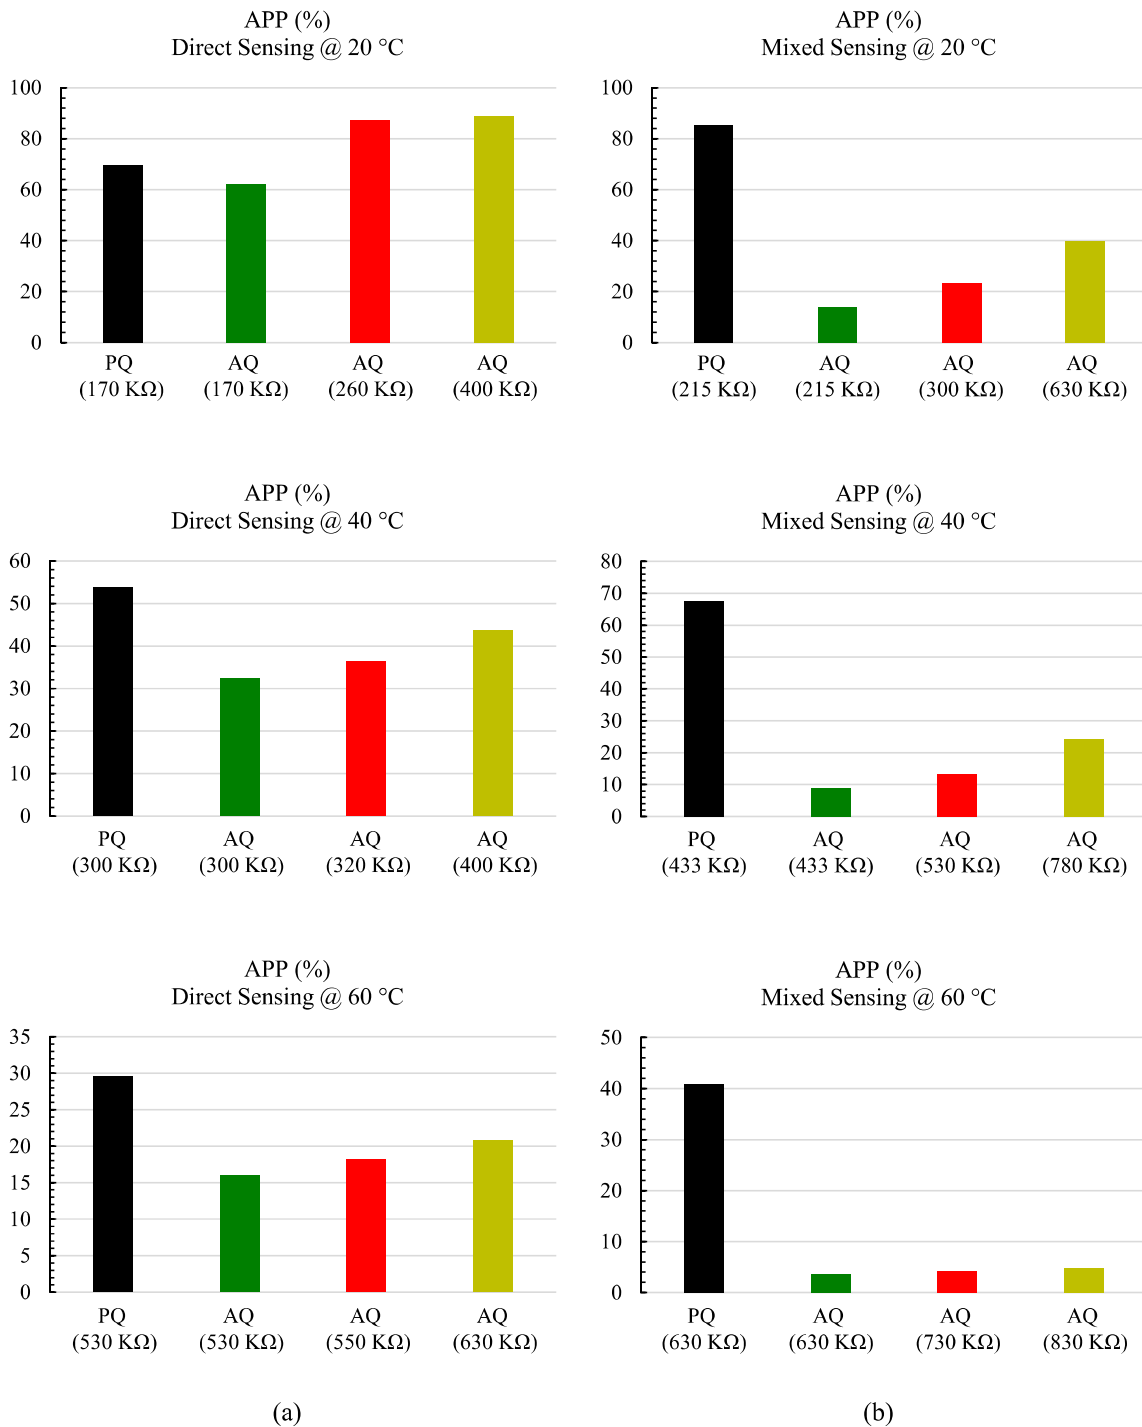 APP (%)
Direct Sensing @ 20 °C
100
80
60
40
20
0
PQ
(170 KΩ)
AQ
(170 KΩ)
AQ
(260 KΩ)
AQ
(400 KΩ)
APP (%)
Mixed Sensing @ 20 °C
100
80
60
40
20
0
PQ
(215 KΩ)
AQ
(215 KΩ)
AQ
(300 KΩ)
AQ
(630 KΩ)
APP (%)
Direct Sensing @ 40 °C
60
50
40
30
20
10
0
PQ
(300 KΩ)
AQ
(300 KΩ)
AQ
(320 KΩ)
AQ
(400 KΩ)
APP (%)
Mixed Sensing @ 40 °C
80
70
60
50
40
30
20
10
0
PQ
(433 KΩ)
AQ
(433 KΩ)
AQ
(530 KΩ)
AQ
(780 KΩ)
APP (%)
Direct Sensing @ 60 °C
35
30
25
20
15
10
5
0
PQ
(530 KΩ)
AQ
(530 KΩ)
AQ
(550 KΩ)
AQ
(630 KΩ)
APP (%)
Mixed Sensing @ 60 °C
50
40
30
20
10
0
PQ
(630 KΩ)
AQ
(630 KΩ)
AQ
(730 KΩ)
AQ
(830 KΩ)
(a)
(b)